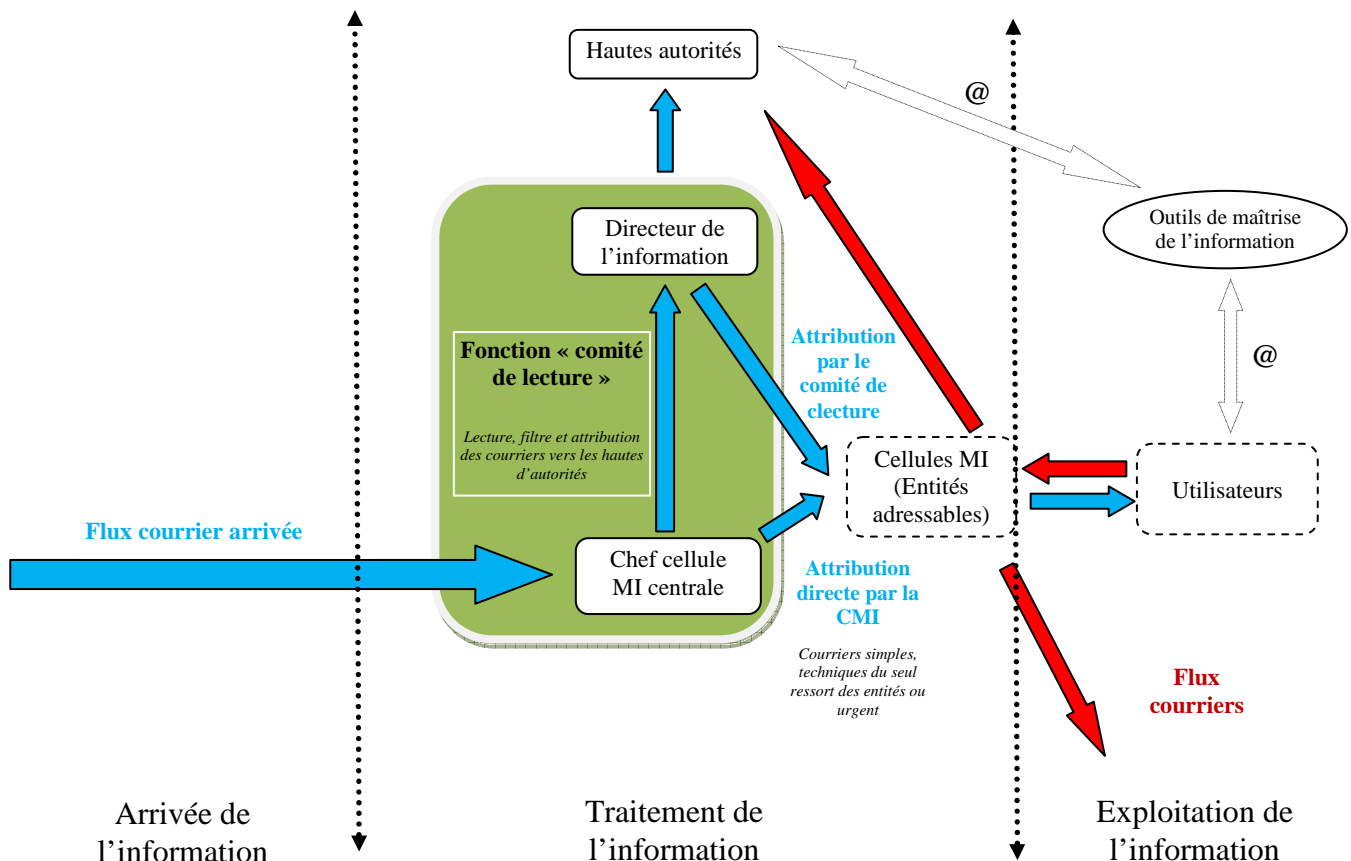 Hautes autorités
@
Outils de maîtrise
de l’information
@
Directeur de
l’information
Fonction « comité
de lecture »
Lecture, filtre et attribution
des courriers vers les hautes
d’autorités
Attribution
par le
comité de
clecture
Cellules MI
(Entités
adressables)
Utilisateurs
Flux courrier arrivée
Chef cellule
MI centrale
Attribution
directe par la
CMI
Courriers simples,
techniques du seul
ressort des entités ou
urgent
Flux
courriers
Arrivée de
l’information
Traitement de
l’information
Exploitation de
l’information